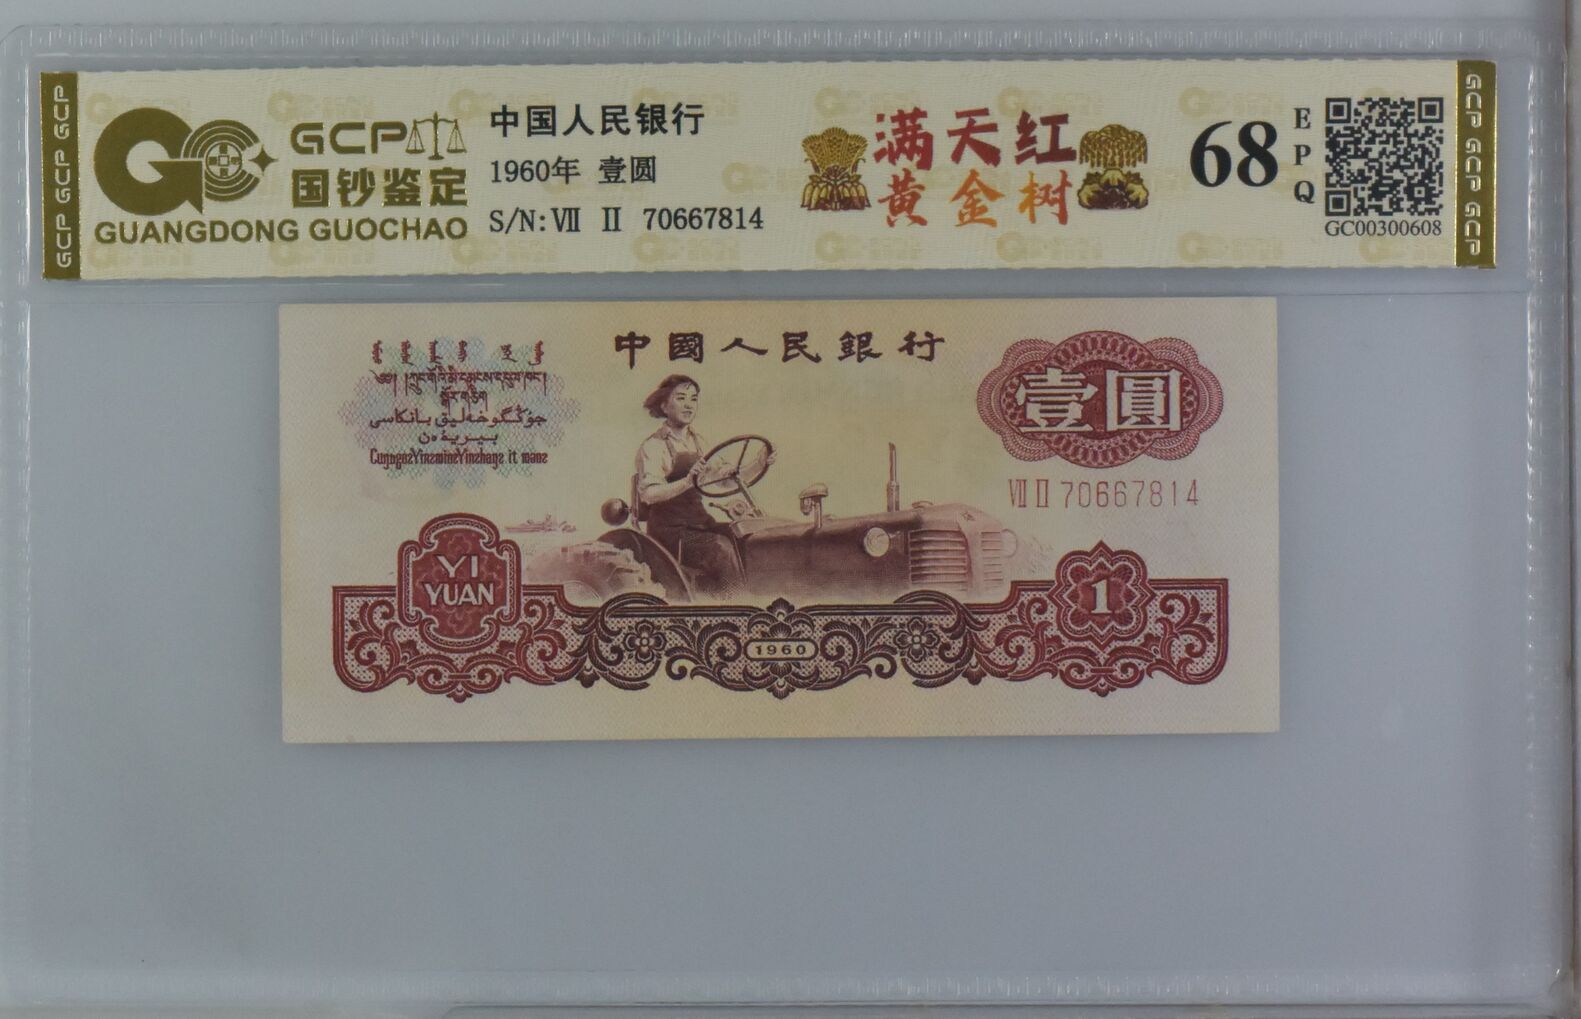 GCP GCP GCP
GCP
国钞鉴定
GUANGDONG GUOCHAO
中国人民银行
1960年 壹圆
S/N: Ⅶ Ⅱ 70667814
满天红
黄金树
68
EPQ
GC00300608
GCP GCP GCP
中國人民銀行
壹圓
Ⅶ Ⅱ 70667814
YI
YUAN
1
1960